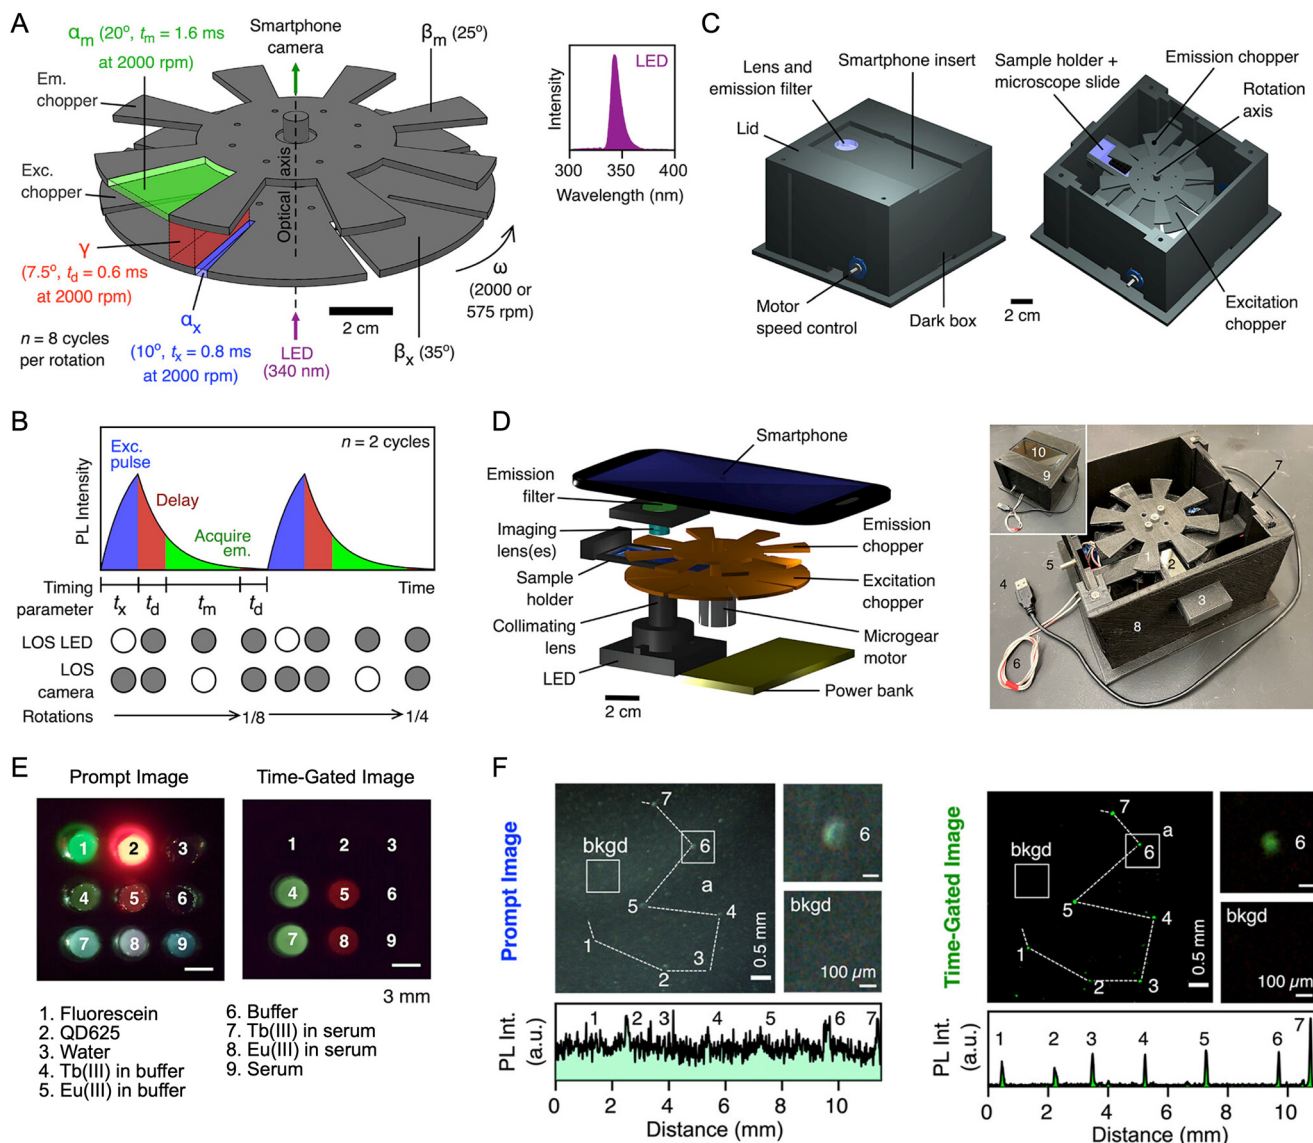 A
αm (20°, tm = 1.6 ms
at 2000 rpm)
Smartphone
camera
βm (25°)
Em.
chopper
Exc.
chopper
Optical axis
γ
(7.5°, td = 0.6 ms
at 2000 rpm)
αx
(10°, tx = 0.8 ms
at 2000 rpm)
n = 8 cycles
per rotation
LED
(340 nm)
2 cm
βx (35°)
ω
(2000 or
575 rpm)
Intensity
LED
300 350 400
Wavelength (nm)
C
Lens and
emission filter
Smartphone insert
Lid
Motor
speed control
Dark box
Sample holder +
microscope slide
Emission chopper
Rotation
axis
Excitation
chopper
2 cm
B
PL Intensity
Exc.
pulse
n = 2 cycles
Delay
Acquire
em.
Time
Timing
parameter
tx td tm td
LOS LED
LOS
camera
Rotations 1/8 1/4
D
Smartphone
Emission
filter
Imaging
lens(es)
Sample
holder
Collimating
lens
LED
Emission
chopper
Excitation
chopper
Microgear
motor
Power bank
2 cm
10
9
7
5
4
1
2
3
8
6
E
Prompt Image
Time-Gated Image
1 2 3
4 5 6
7 8 9
1 2 3
4 5 6
7 8 9
3 mm
1. Fluorescein
2. QD625
3. Water
4. Tb(III) in buffer
5. Eu(III) in buffer
6. Buffer
7. Tb(III) in serum
8. Eu(III) in serum
9. Serum
F
Prompt Image
7
bkgd
6
a
5
4
1
3
2
0.5 mm
6
bkgd
100 µm
PL Int.
(a.u.)
1 2 3 4 5 6 7
0 2 4 6 8 10
Distance (mm)
Time-Gated Image
7
a
bkgd
6
5
4
1
2
3
0.5 mm
6
bkgd
100 µm
PL Int.
(a.u.)
1 2 3 4 5 6 7
0 2 4 6 8 10
Distance (mm)